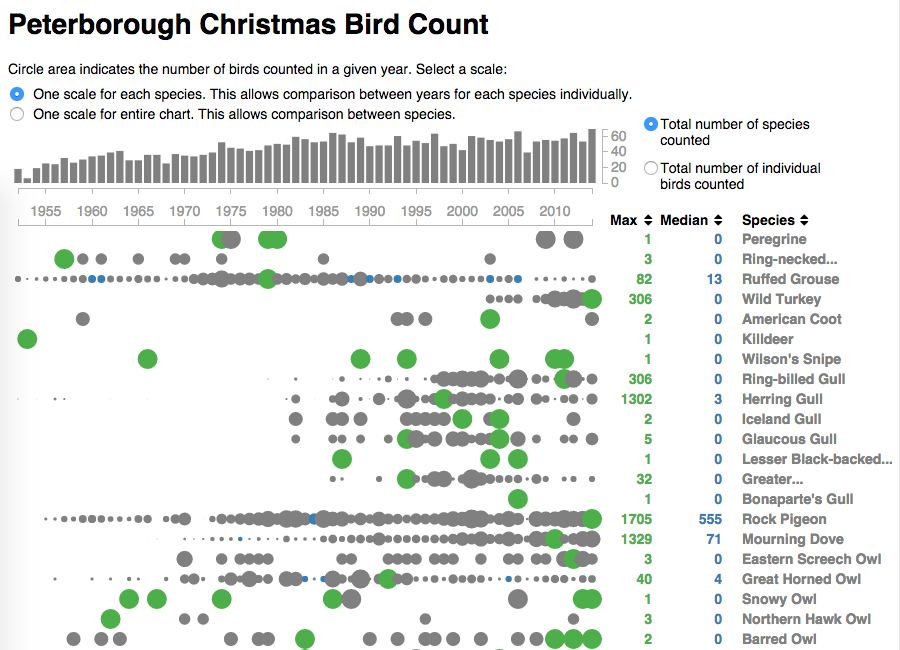 Peterborough Christmas Bird Count
Circle area indicates the number of birds counted in a given year. Select a scale:
One scale for each species. This allows comparison between years for each species individually.
One scale for entire chart. This allows comparison between species.
Total number of species
counted
Total number of individual
birds counted
60
40
20
0
1955 1960 1965 1970 1975 1980 1985 1990 1995 2000 2005 2010
Max Median Species
1 0 Peregrine
3 0 Ring-necked...
82 13 Ruffed Grouse
306 0 Wild Turkey
2 0 American Coot
1 0 Killdeer
1 0 Wilson's Snipe
306 0 Ring-billed Gull
1302 3 Herring Gull
2 0 Iceland Gull
5 0 Glaucous Gull
1 0 Lesser Black-backed...
32 0 Greater...
1 0 Bonaparte's Gull
1705 555 Rock Pigeon
1329 71 Mourning Dove
3 0 Eastern Screech Owl
40 4 Great Horned Owl
1 0 Snowy Owl
3 0 Northern Hawk Owl
2 0 Barred Owl